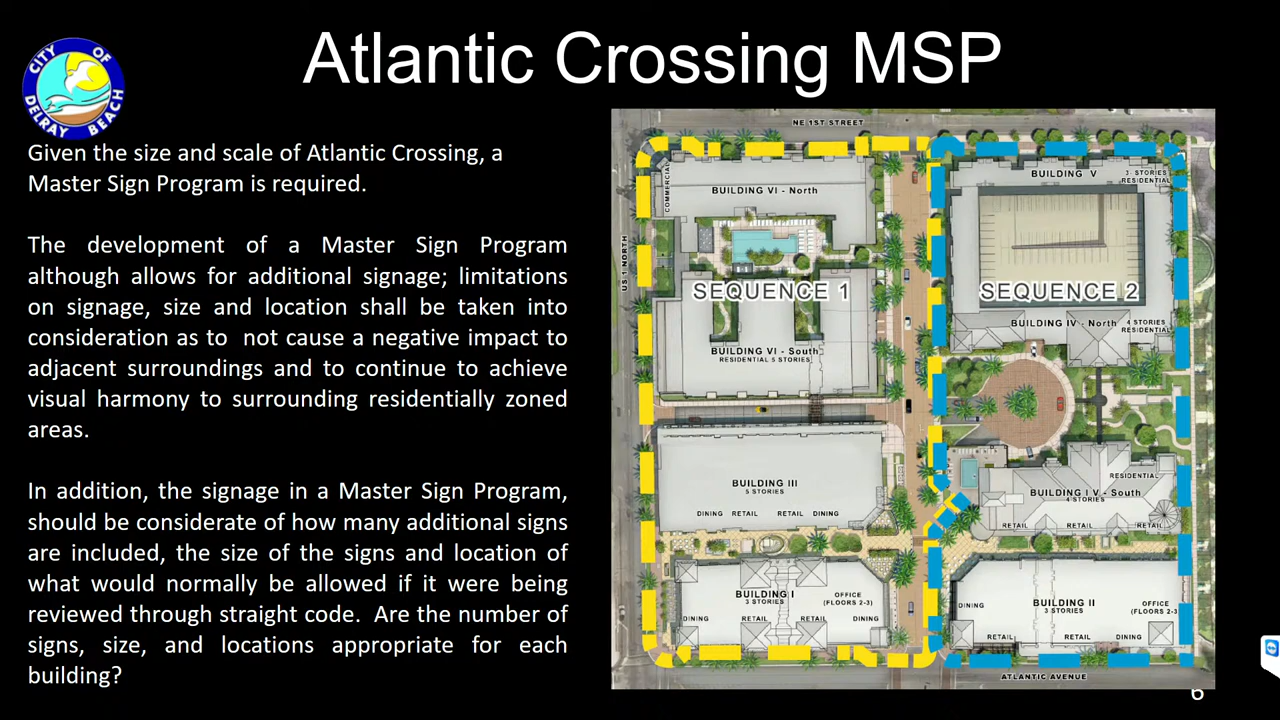 Atlantic Crossing MSP
CITY OF
DELRAY BEACH
Given the size and scale of Atlantic Crossing, a
Master Sign Program is required.
The development of a Master Sign Program
although allows for additional signage; limitations
on signage, size and location shall be taken into
consideration as to not cause a negative impact to
adjacent surroundings and to continue to achieve
visual harmony to surrounding residentially zoned
areas.
In addition, the signage in a Master Sign Program,
should be considerate of how many additional signs
are included, the size of the signs and location of
what would normally be allowed if it were being
reviewed through straight code. Are the number of
signs, size, and locations appropriate for each
building?
NE 1ST STREET
US 1 NORTH
COMMERCIAL
BUILDING VI - North
SEQUENCE 1
BUILDING VI - South
RESIDENTIAL 5 STORIES
BUILDING III
5 STORIES
DINING RETAIL RETAIL DINING
BUILDING I
3 STORIES
OFFICE
(FLOORS 2-3)
DINING RETAIL RETAIL DINING
BUILDING V
3- STORIES
RESIDENTIAL
SEQUENCE 2
BUILDING IV - North
4 STORIES
RESIDENTIAL
RESIDENTIAL
BUILDING I V - South
4 STORIES
RETAIL RETAIL RETAIL
BUILDING II
3 STORIES
DINING
OFFICE
(FLOORS 2-3
RETAIL RETAIL DINING
ATLANTIC AVENUE
6